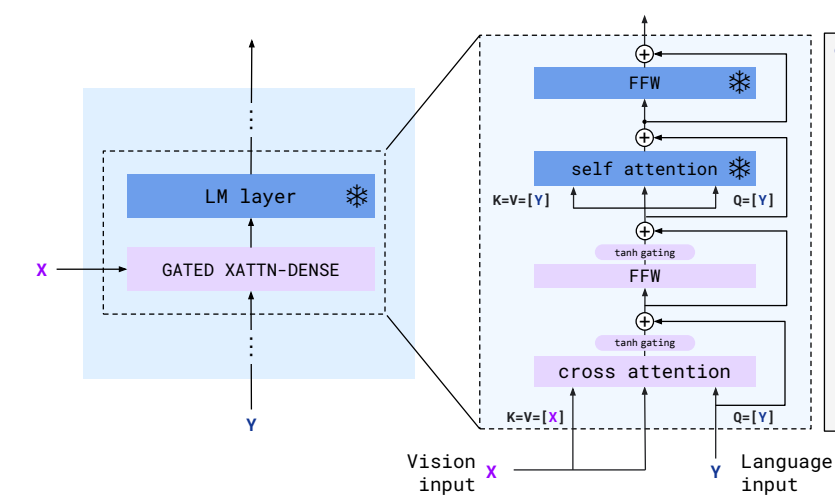 LM layer
GATED XATTN-DENSE
X
Y
FFW
self attention
K=V=[Y]
Q=[Y]
tanh gating
FFW
tanh gating
cross attention
K=V=[X]
Q=[Y]
Vision
input
X
Y
Language
input